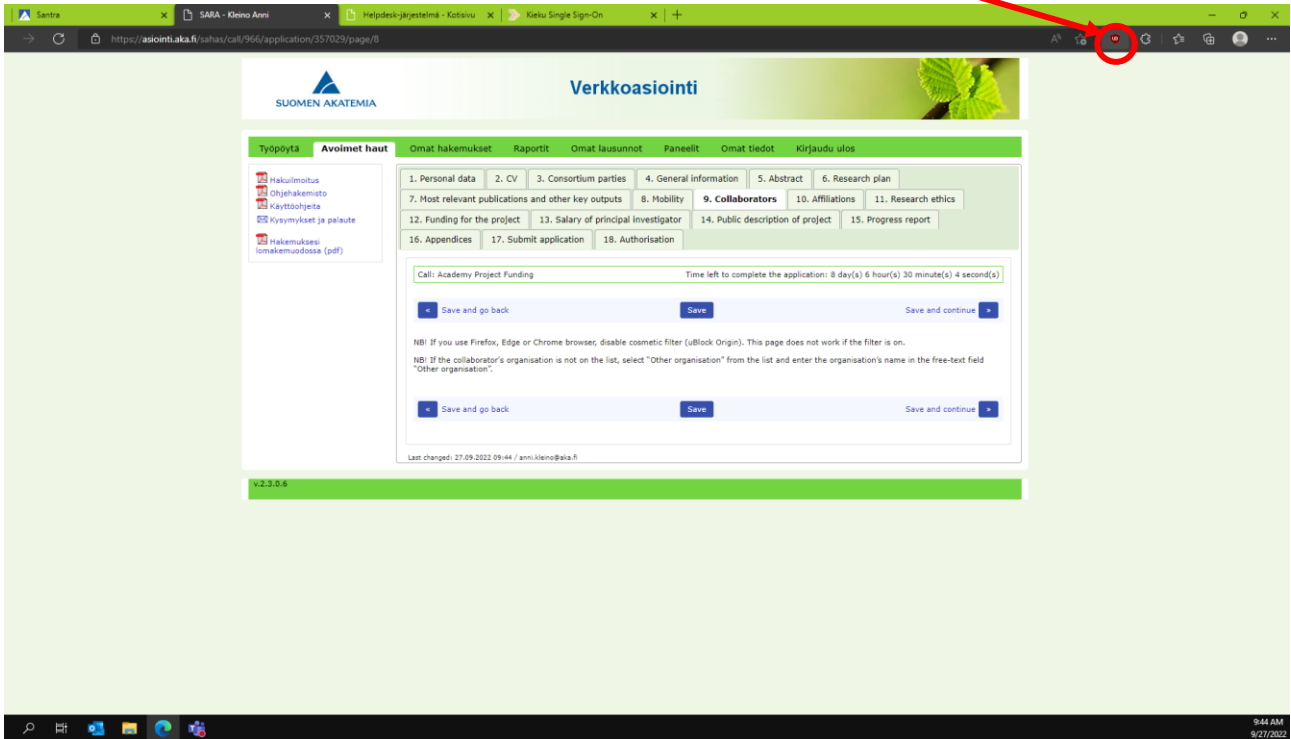 Santra
SARA - Kleino Anni
Helpdesk-järjestelmä - Kotisivu
Kieku Single Sign-On
https://asiointi.aka.fi/sahas/call/966/application/357029/page/8
SUOMEN AKATEMIA
Verkkoasiointi
Työpöytä Avoimet haut Omat hakemukset Raportit Omat lausunnot Paneelit Omat tiedot Kirjaudu ulos
Hakuilmoitus
Ohjehakemisto
Käyttöohjeita
Kysymykset ja palaute
Hakemuksesi
lomakemuodossa (pdf)
1. Personal data 2. CV 3. Consortium parties 4. General information 5. Abstract 6. Research plan
7. Most relevant publications and other key outputs 8. Mobility 9. Collaborators 10. Affiliations 11. Research ethics
12. Funding for the project 13. Salary of principal investigator 14. Public description of project 15. Progress report
16. Appendices 17. Submit application 18. Authorisation
Call: Academy Project Funding Time left to complete the application: 8 day(s) 6 hour(s) 30 minute(s) 4 second(s)
« Save and go back Save Save and continue »
NB! If you use Firefox, Edge or Chrome browser, disable cosmetic filter (uBlock Origin). This page does not work if the filter is on.
NB! If the collaborator's organisation is not on the list, select "Other organisation" from the list and enter the organisation's name in the free-text field
"Other organisation".
« Save and go back Save Save and continue »
Last changed: 27.09.2022 09:44 / anni.kleino@aka.fi
v.2.3.0.6
9:44 AM
9/27/2022